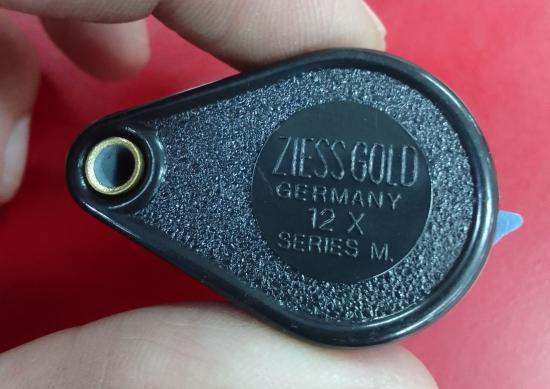 ZIESS GOLD
GERMANY
12 X
SERIES M.